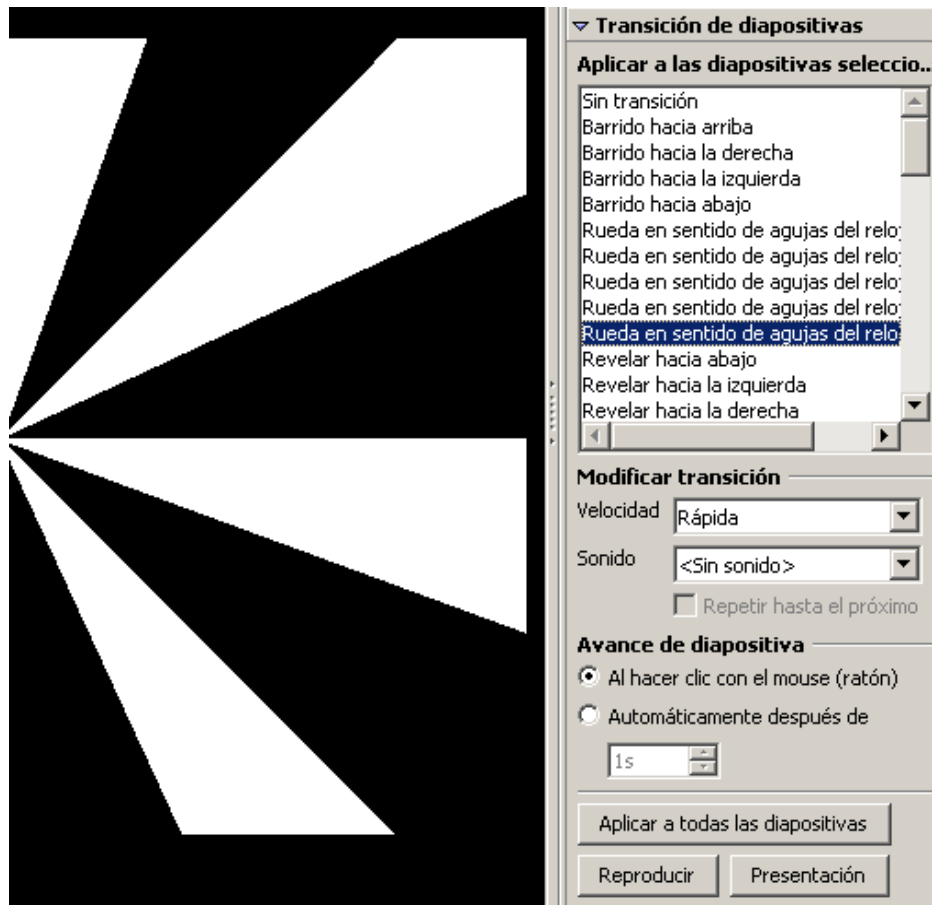 Transición de diapositivas
Aplicar a las diapositivas seleccio..
Sin transición
Barrido hacia arriba
Barrido hacia la derecha
Barrido hacia la izquierda
Barrido hacia abajo
Rueda en sentido de agujas del reloj
Rueda en sentido de agujas del reloj
Rueda en sentido de agujas del reloj
Rueda en sentido de agujas del reloj
Rueda en sentido de agujas del relo
Revelar hacia abajo
Revelar hacia la izquierda
Revelar hacia la derecha
Modificar transición
Velocidad Rápida
Sonido <Sin sonido>
Repetir hasta el próximo
Avance de diapositiva
Al hacer clic con el mouse (ratón)
Automáticamente después de
1s
Aplicar a todas las diapositivas
Reproducir Presentación